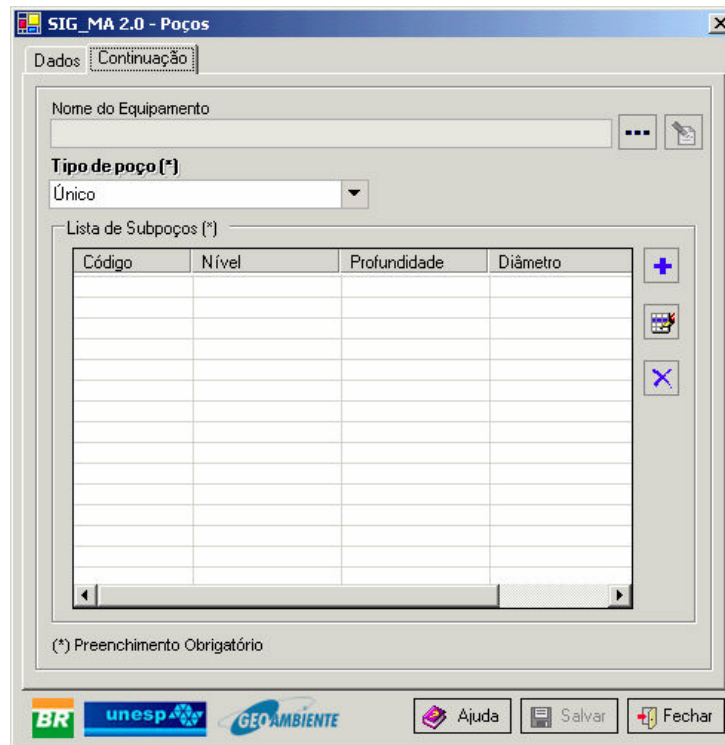 SIG_MA 2.0 - Poços
Dados Continuação
Nome do Equipamento
Tipo de poço (*)
Único
Lista de Subpoços (*)
Código Nível Profundidade Diâmetro
(*) Preenchimento Obrigatório
BR unesp GEOAMBIENTE Ajuda Salvar Fechar